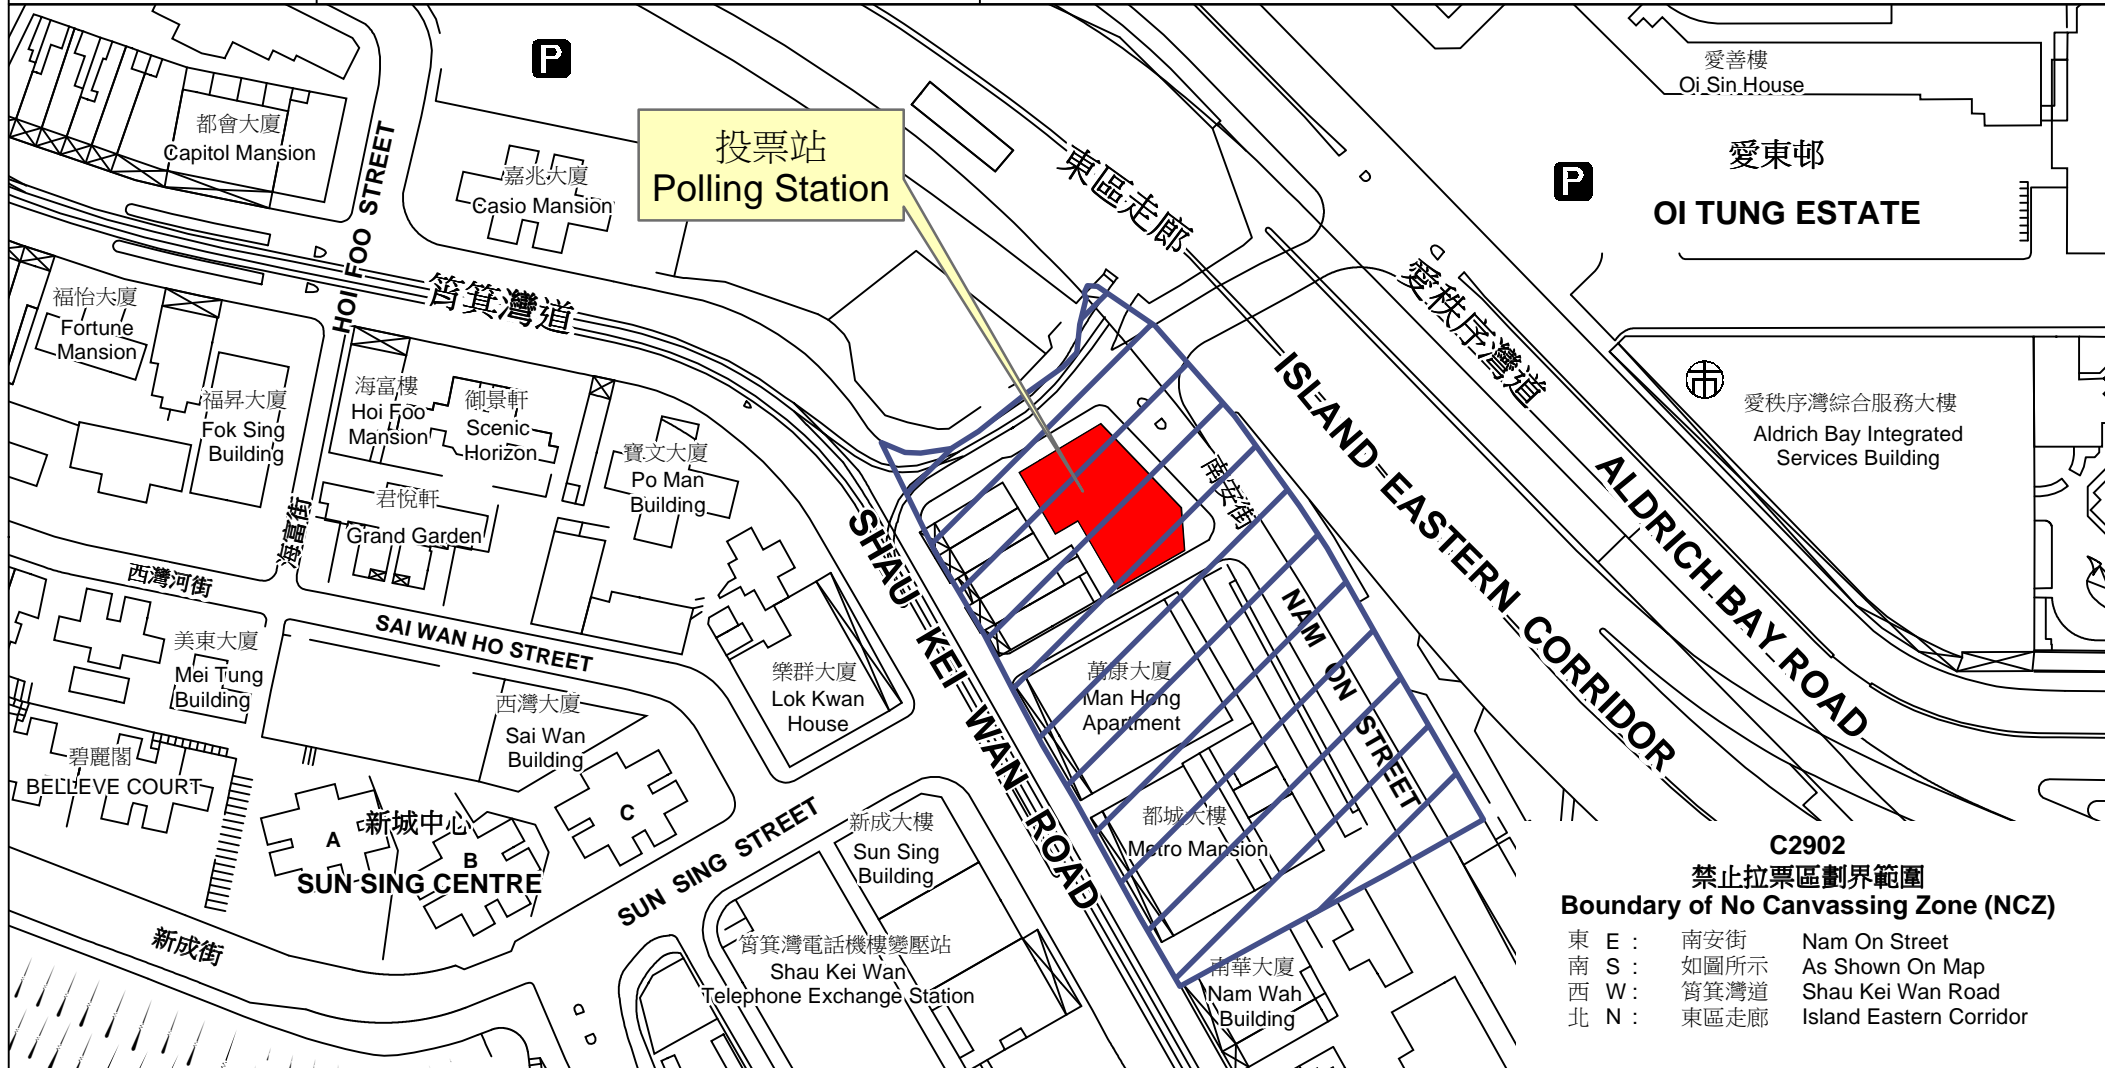 P
愛善樓
Oi Sin House
都會大廈
Capitol Mansion
HOI FOO STREET
嘉兆大廈
Casio Mansion
投票站
Polling Station
東區走廊
愛東邨
P
OI TUNG ESTATE
福怡大廈
Fortune
Mansion
筲箕灣道
愛秩序灣道
福昇大廈
Fok Sing
Building
海富樓
Hoi Foo
Mansion
御景軒
Scenic
Horizon
寶文大廈
Po Man
Building
愛秩序灣綜合服務大樓
Aldrich Bay Integrated
Services Building
ISLAND EASTERN CORRIDOR
ALDRICH BAY ROAD
南安街
君悅軒
Grand Garden
海富街
西灣河街
SAI WAN HO STREET
SHAU KEI WAN ROAD
NAM ON STREET
美東大廈
Mei Tung
Building
樂群大廈
Lok Kwan
House
萬康大廈
Man Hong
Apartment
西灣大廈
Sai Wan
Building
碧麗閣
BELLEVE COURT
新城中心
A
B
C
SUN SING CENTRE
SUN SING STREET
新成大樓
Sun Sing
Building
都城大樓
Metro Mansion
新成街
筲箕灣電話機樓變壓站
Shau Kei Wan
Telephone Exchange Station
南華大廈
Nam Wah
Building
C2902
禁止拉票區劃界範圍
Boundary of No Canvassing Zone (NCZ)
東 E : 南安街 Nam On Street
南 S : 如圖所示 As Shown On Map
西 W : 筲箕灣道 Shau Kei Wan Road
北 N : 東區走廊 Island Eastern Corridor